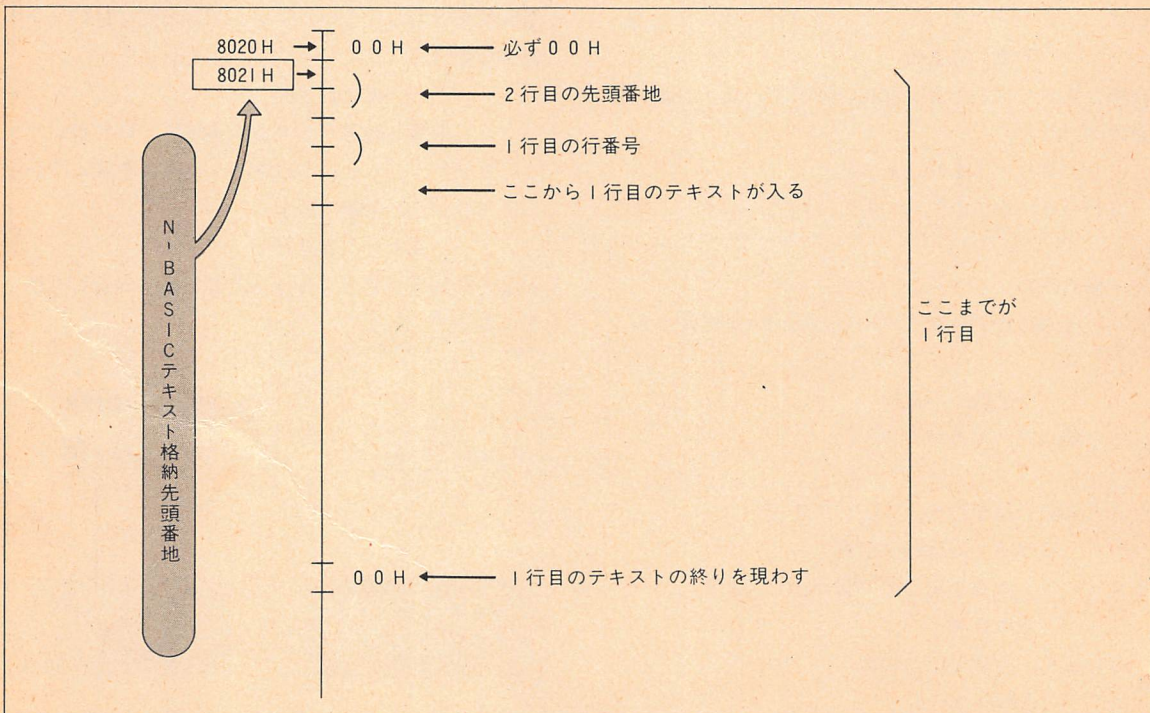 8020H
00H
必ず00H
8021H
2行目の先頭番地
1行目の行番号
ここから1行目のテキストが入る
N-BASICテキスト格納先頭番地
ここまでが
1行目
00H
1行目のテキストの終りを現わす